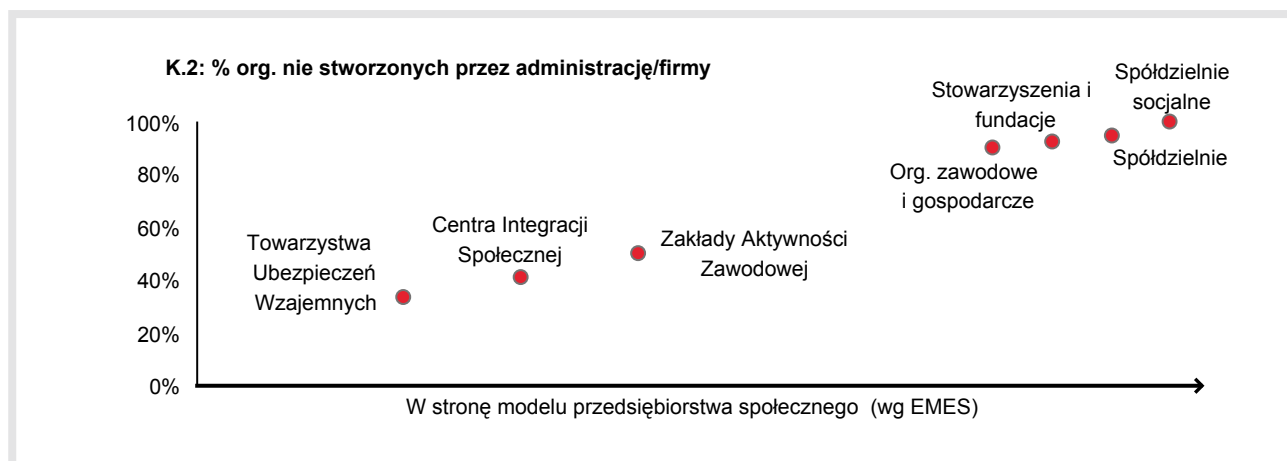 K.2: % org. nie stworzonych przez administrację/firmy
100%
80%
60%
40%
20%
0%
Towarzystwa
Ubezpieczeń
Wzajemnych
Centra Integracji
Społecznej
Zakłady Aktywności
Zawodowej
Org. zawodowe
i gospodarcze
Stowarzyszenia i
fundacje
Spółdzielnie
Spółdzielnie
socjalne
W stronę modelu przedsiębiorstwa społecznego (wg EMES)